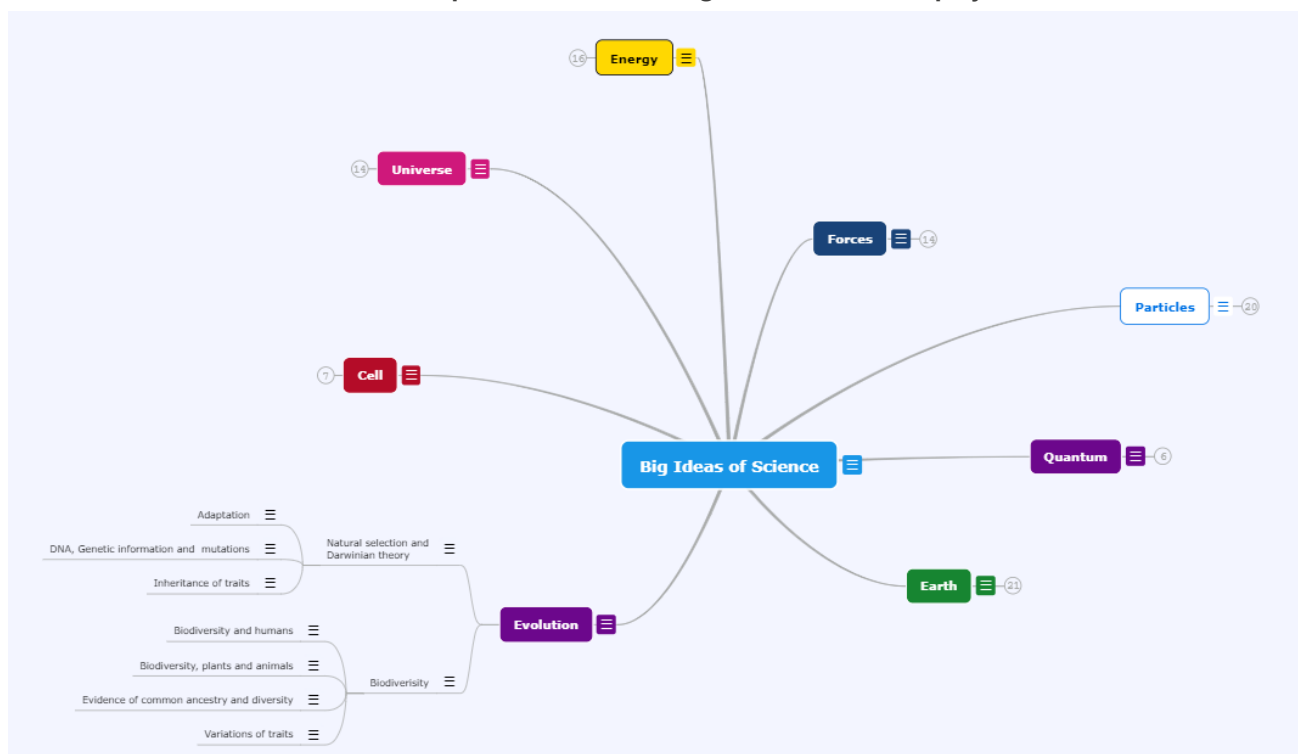 16
Energy
14
Universe
Forces
14
Particles
20
7
Cell
Big Ideas of Science
Quantum
6
Earth
21
Evolution
Natural selection and
Darwinian theory
Adaptation
DNA, Genetic information and mutations
Inheritance of traits
Biodiverisity
Biodiversity and humans
Biodiversity, plants and animals
Evidence of common ancestry and diversity
Variations of traits